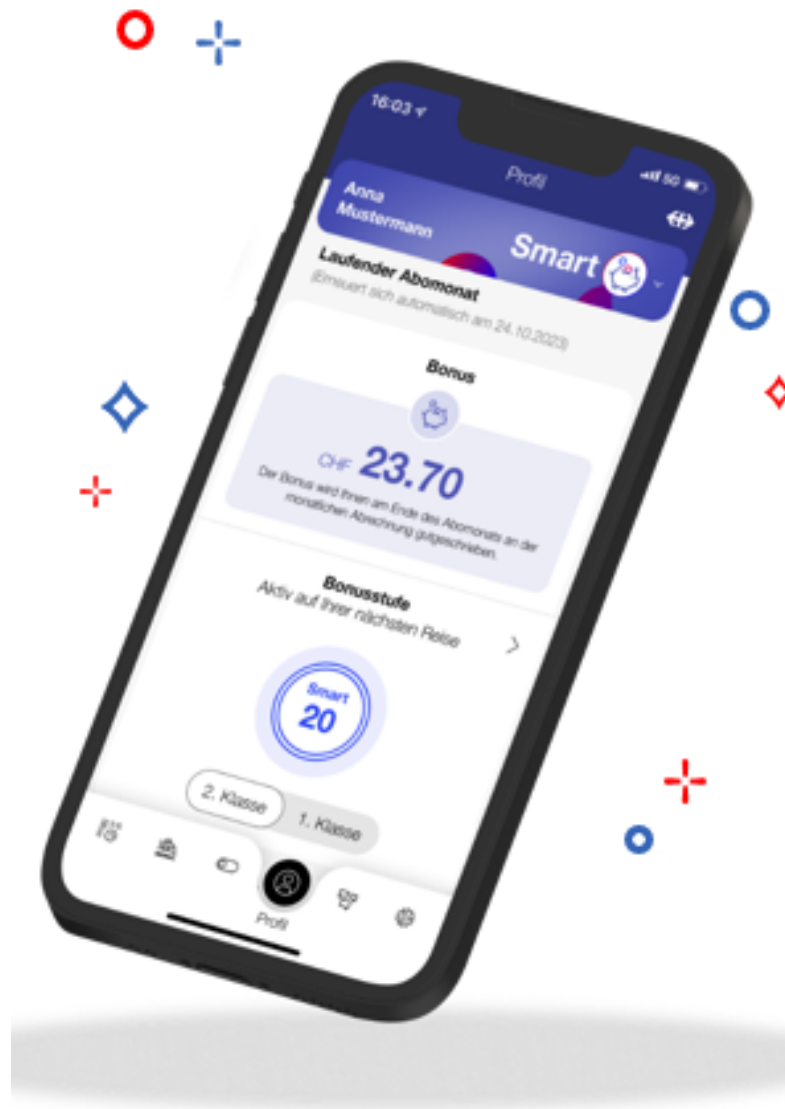 16:03
5G
Profil
Anna
Mustermann
Smart
Laufender Abomonat
(Erneuert sich automatisch am 24.10.2023)
Bonus
CHF 23.70
Der Bonus wird Ihnen am Ende des Abomonats an der
monatlichen Abrechnung gutgeschrieben.
Bonusstufe
Aktiv auf Ihrer nächsten Reise
Smart
20
2. Klasse
1. Klasse
Profil